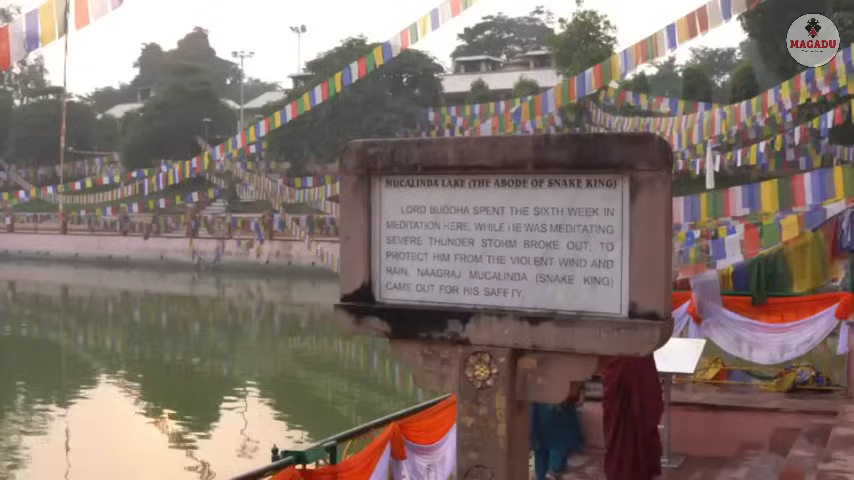 MAGADU
MUCALINDA LAKE (THE ABODE OF SNAKE KING)
LORD BUDDHA SPENT THE SIXTH WEEK IN
MEDITATION HERE, WHILE HE WAS MEDITATING
SEVERE THUNDER STORM BROKE OUT; TO
PROTECT HIM FROM THE VIOLENT WIND AND
RAIN, NAAGRAJ MUCALINDA (SNAKE KING)
CAME OUT FOR HIS SAFETY.